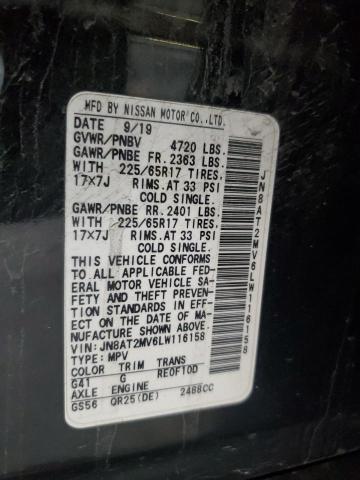 MFD BY NISSAN MOTOR CO.,LTD.
DATE 9/19
GVWR/PNBV 4720 LBS.
GAWR/PNBE FR. 2363 LBS.
WITH 225/65R17 TIRES.
17x7J RIMS.AT 33 PSI
COLD SINGLE.
GAWR/PNBE RR. 2401 LBS.
WITH 225/65R17 TIRES.
17x7J RIMS.AT 33 PSI
COLD SINGLE.
THIS VEHICLE CONFORMS
TO ALL APPLICABLE FED-
ERAL MOTOR VEHICLE SA-
FETY AND THEFT PREVEN-
TION STANDARDS IN EFF-
ECT ON THE DATE OF MA-
NUFACTURE SHOWN ABOVE.
VIN:JN8AT2MV6LW116158
TYPE: MPV
COLOR TRIM TRANS
G41 G RE0F10D
AXLE ENGINE
GS56 QR25(DE) 2488CC
JN8AT2MV6LW116158